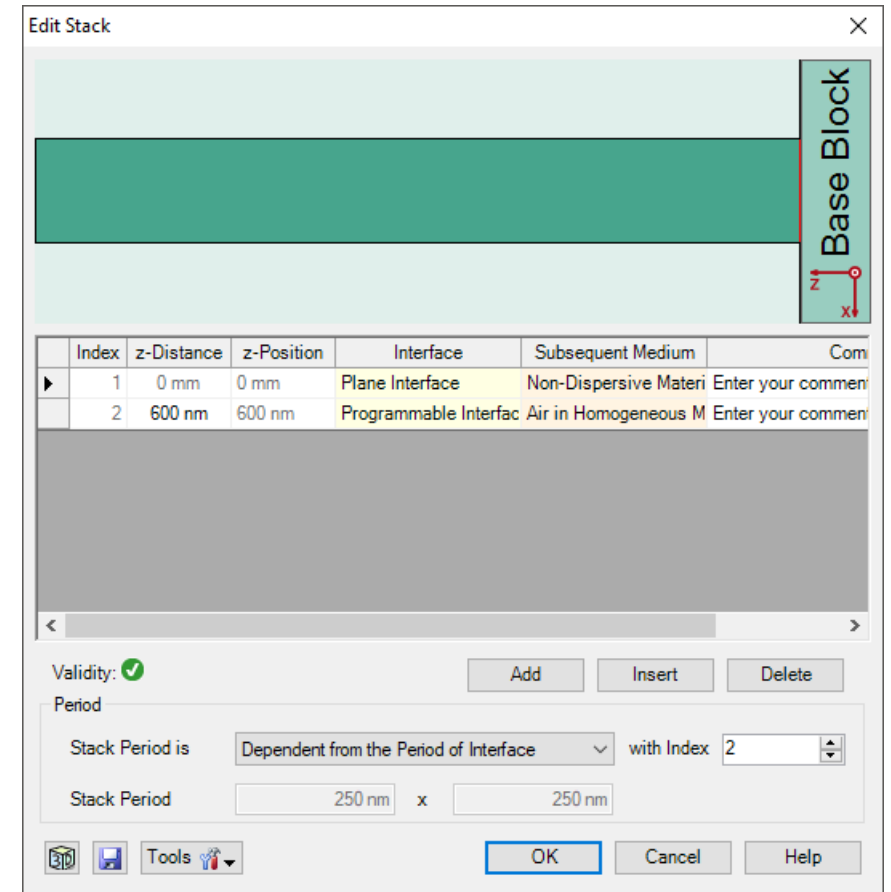 Edit Stack
Base Block
Z
X
Index z-Distance z-Position Interface Subsequent Medium Comm
1 0 mm 0 mm Plane Interface Non-Dispersive Materi Enter your comment
2 600 nm 600 nm Programmable Interfac Air in Homogeneous M Enter your comment
Validity:
Add Insert Delete
Period
Stack Period is Dependent from the Period of Interface with Index 2
Stack Period 250 nm x 250 nm
3D Tools OK Cancel Help